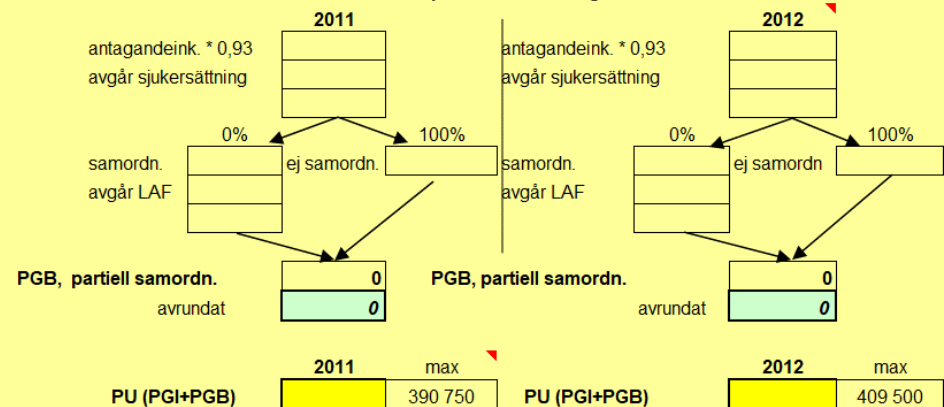 2011 2012
antagandeink. * 0,93 antagandeink. * 0,93
avgår sjukersättning avgår sjukersättning
0% 100% 0% 100%
samordn. ej samordn. samordn. ej samordn
avgår LAF avgår LAF
PGB, partiell samordn. 0 PGB, partiell samordn. 0
avrundat 0 avrundat 0
2011 max 2012 max
PU (PGI+PGB) 390 750 PU (PGI+PGB) 409 500